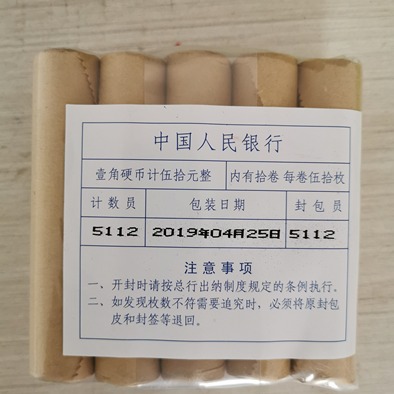 中国人民银行
壹角硬币计伍拾元整 内有拾卷 每卷伍拾枚
计数员 包装日期 封包员
5112 2019年04月25日 5112
注意事项
一、开封时请按总行出纳制度规定的条例执行。
二、如发现枚数不符需要追究时,必须将原封包
皮和封签等退回。